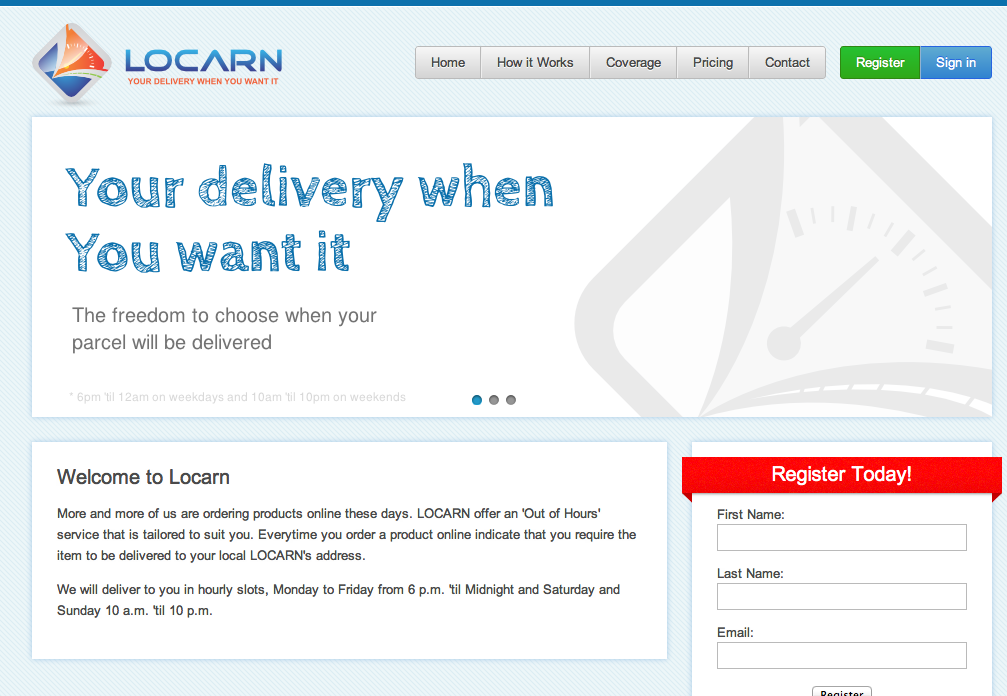 LOCARN
YOUR DELIVERY WHEN YOU WANT IT
Home
How it Works
Coverage
Pricing
Contact
Register
Sign in
Your delivery when
You want it
The freedom to choose when your
parcel will be delivered
* 6pm 'til 12am on weekdays and 10am 'til 10pm on weekends
Welcome to Locarn
More and more of us are ordering products online these days. LOCARN offer an 'Out of Hours'
service that is tailored to suit you. Everytime you order a product online indicate that you require the
item to be delivered to your local LOCARN's address.
We will deliver to you in hourly slots, Monday to Friday from 6 p.m. 'til Midnight and Saturday and
Sunday 10 a.m. 'til 10 p.m.
Register Today!
First Name:
Last Name:
Email:
Register